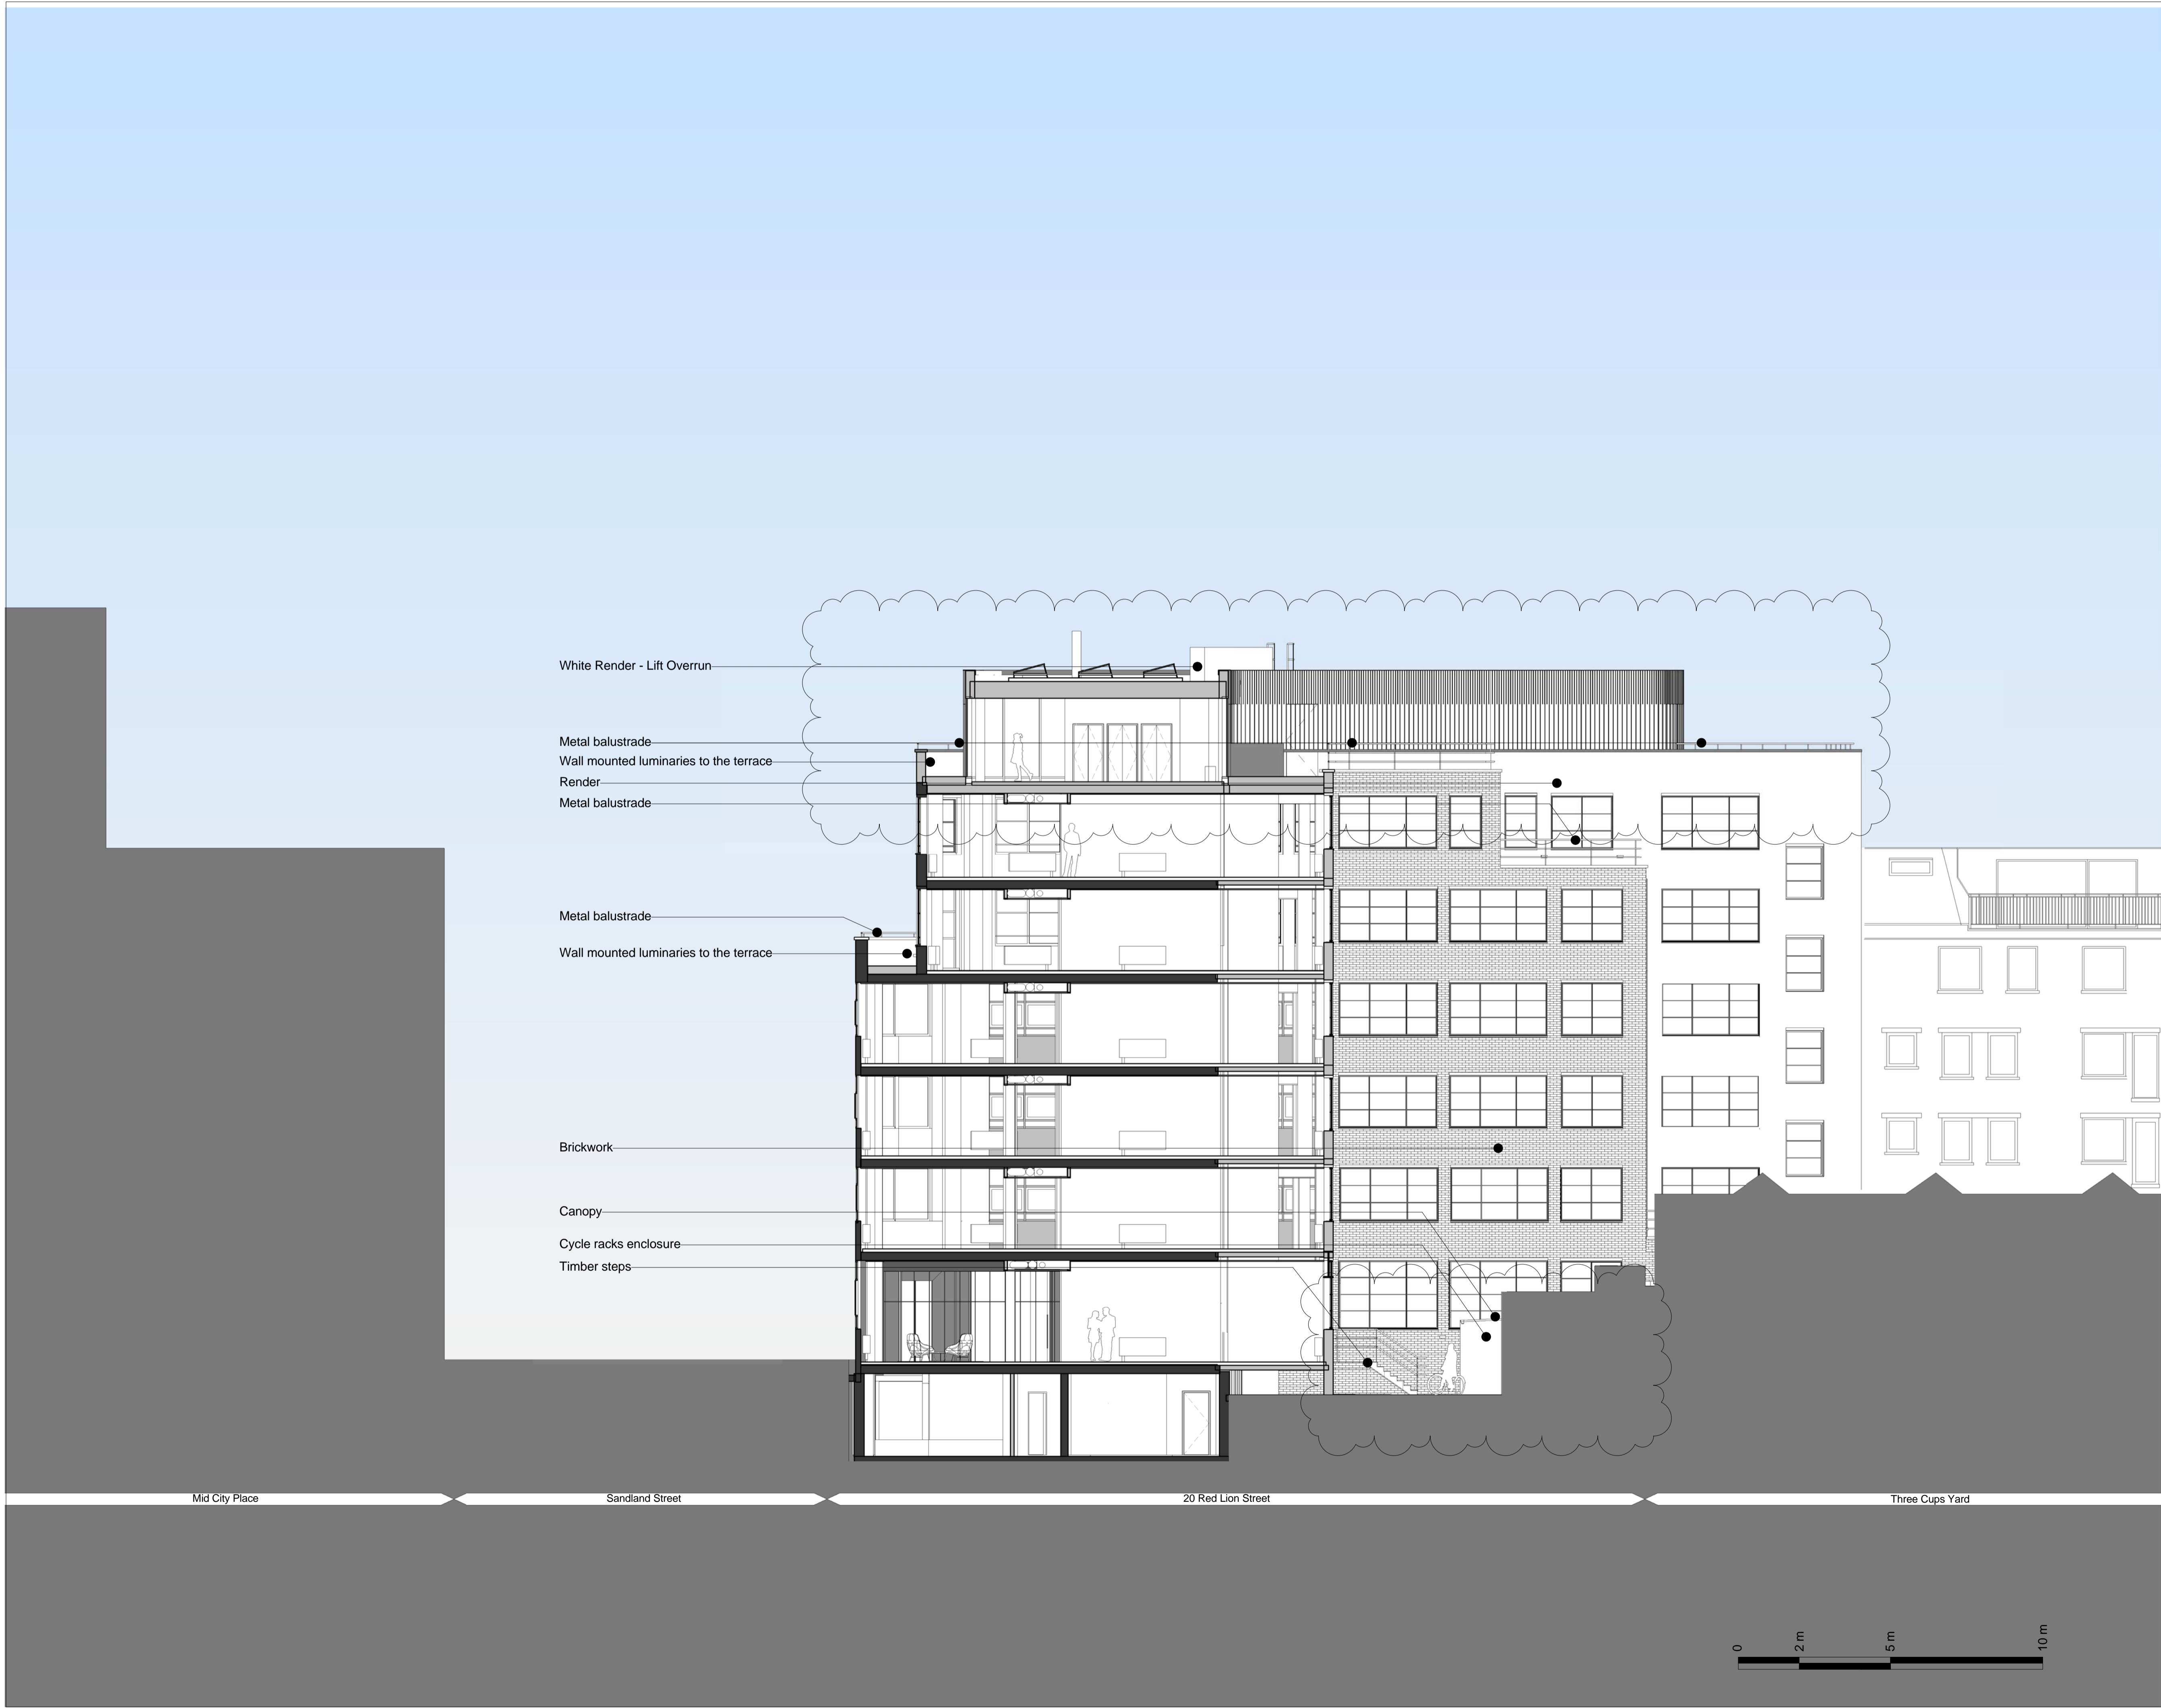 White Render - Lift Overrun
Metal balustrade
Wall mounted luminaries to the terrace
Render
Metal balustrade
Metal balustrade
Wall mounted luminaries to the terrace
Brickwork
Canopy
Cycle racks enclosure
Timber steps
Mid City Place
Sandland Street
20 Red Lion Street
Three Cups Yard
0
2 m
5 m
10 m